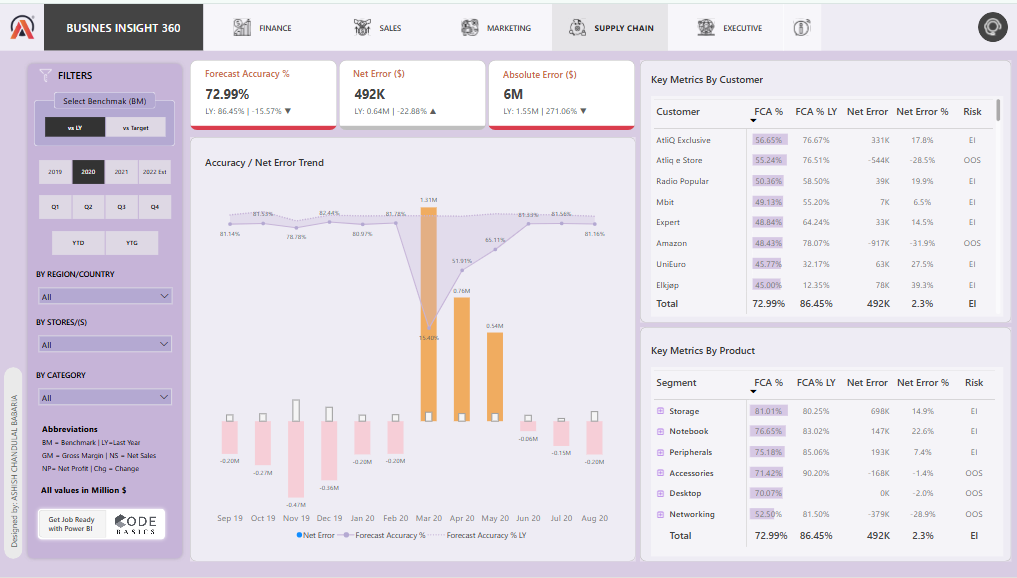 BUSINES INSIGHT 360
FINANCE
SALES
MARKETING
SUPPLY CHAIN
EXECUTIVE
FILTERS
Select Benchmak (BM)
vs LY
vs Target
2019
2020
2021
2022 Est
Q1
Q2
Q3
Q4
YTD
YTG
BY REGION/COUNTRY
All
BY STORES/(S)
All
BY CATEGORY
All
Abbreviations
BM = Benchmark | LY=Last Year
GM = Gross Margin | NS = Net Sales
NP= Net Profit | Chg = Change
All values in Million $
Get Job Ready
with Power BI
CODE
BASICS
Designed by: ASHISH CHANDULAL BABARIA
Forecast Accuracy %
72.99%
LY: 86.45% | -15.57% ▼
Net Error ($)
492K
LY: 0.64M | -22.88% ▲
Absolute Error ($)
6M
LY: 1.55M | 271.06% ▼
Accuracy / Net Error Trend
81.14%
81.53%
78.78%
82.44%
80.97%
81.78%
1.31M
15.40%
51.91%
0.76M
65.11%
0.54M
81.33%
81.56%
81.16%
-0.20M
-0.27M
-0.47M
-0.36M
-0.20M
-0.20M
-0.06M
-0.15M
-0.20M
Sep 19 Oct 19 Nov 19 Dec 19 Jan 20 Feb 20 Mar 20 Apr 20 May 20 Jun 20 Jul 20 Aug 20
Net Error Forecast Accuracy % Forecast Accuracy % LY
Key Metrics By Customer
Customer FCA % FCA % LY Net Error Net Error % Risk
AtliQ Exclusive 56.65% 76.67% 331K 17.8% EI
Atliq e Store 55.24% 76.51% -544K -28.5% OOS
Radio Popular 50.36% 58.50% 39K 19.9% EI
Mbit 49.13% 55.20% 7K 6.5% EI
Expert 48.84% 64.24% 33K 14.5% EI
Amazon 48.43% 78.07% -917K -31.9% OOS
UniEuro 45.77% 32.17% 63K 27.5% EI
Elkjøp 45.00% 12.35% 78K 39.3% EI
Total 72.99% 86.45% 492K 2.3% EI
Key Metrics By Product
Segment FCA % FCA% LY Net Error Net Error % Risk
Storage 81.01% 80.25% 698K 14.9% EI
Notebook 76.65% 83.02% 147K 22.6% EI
Peripherals 75.18% 85.06% 193K 7.4% EI
Accessories 71.42% 90.20% -168K -1.4% OOS
Desktop 70.07% 0K -2.0% OOS
Networking 52.50% 81.50% -379K -28.9% OOS
Total 72.99% 86.45% 492K 2.3% EI